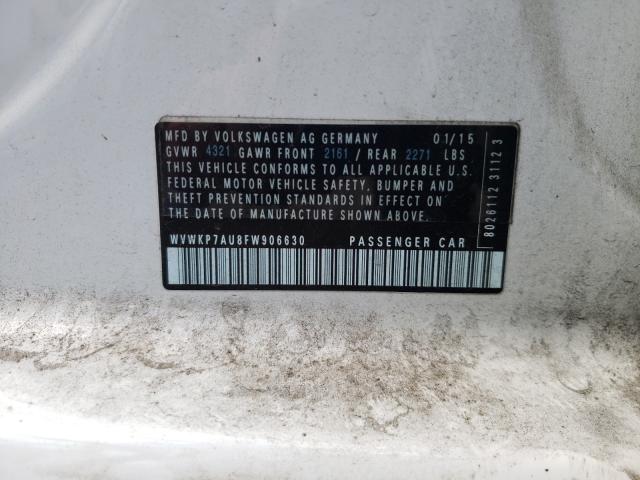 MFD BY VOLKSWAGEN AG GERMANY 01/15
GVWR 4321 GAWR FRONT 2161 / REAR 2271 LBS
THIS VEHICLE CONFORMS TO ALL APPLICABLE U.S.
FEDERAL MOTOR VEHICLE SAFETY, BUMPER AND
THEFT PREVENTION STANDARDS IN EFFECT ON
THE DATE OF MANUFACTURE SHOWN ABOVE.
WVWKP7AU8FW906630 PASSENGER CAR
8026112 3112 3